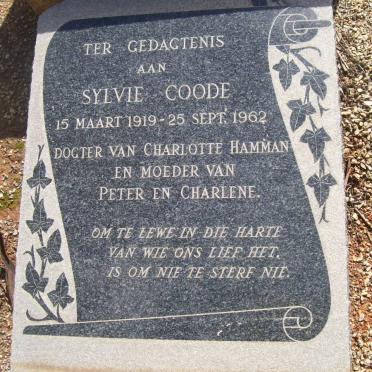 TER GEDACTENIS
AAN
SYLVIE COODE
15 MAART 1919 - 25 SEPT. 1962
DOGTER VAN CHARLOTTE HAMMAN
EN MOEDER VAN
PETER EN CHARLENE.
OM TE LEWE IN DIE HARTE
VAN WIE ONS LIEF HET,
IS OM NIE TE STERF NIE.